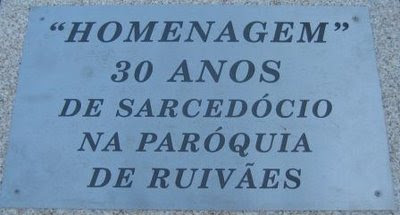 “HOMENAGEM”
30 ANOS
DE SARCEDÓCIO
NA PARÓQUIA
DE RUIVÃES